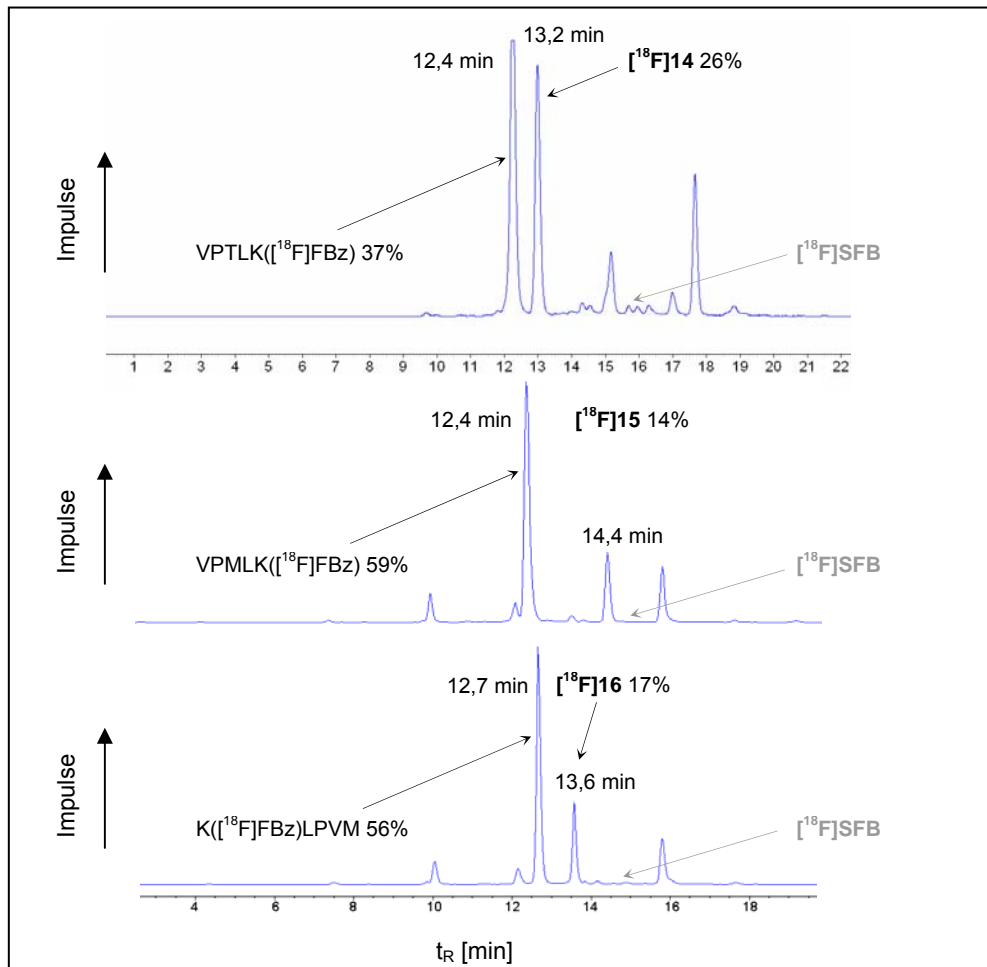 13,2 min
12,4 min
[¹⁸F]14 26%
Impulse
VPTLK([¹⁸F]FBz) 37%
[¹⁸F]SFB
1 2 3 4 5 6 7 8 9 10 11 12 13 14 15 16 17 18 19 20 21 22
12,4 min
[¹⁸F]15 14%
Impulse
14,4 min
VPMLK([¹⁸F]FBz) 59%
[¹⁸F]SFB
12,7 min
[¹⁸F]16 17%
Impulse
13,6 min
K([¹⁸F]FBz)LPVM 56%
[¹⁸F]SFB
4 6 8 10 12 14 16 18
tR [min]